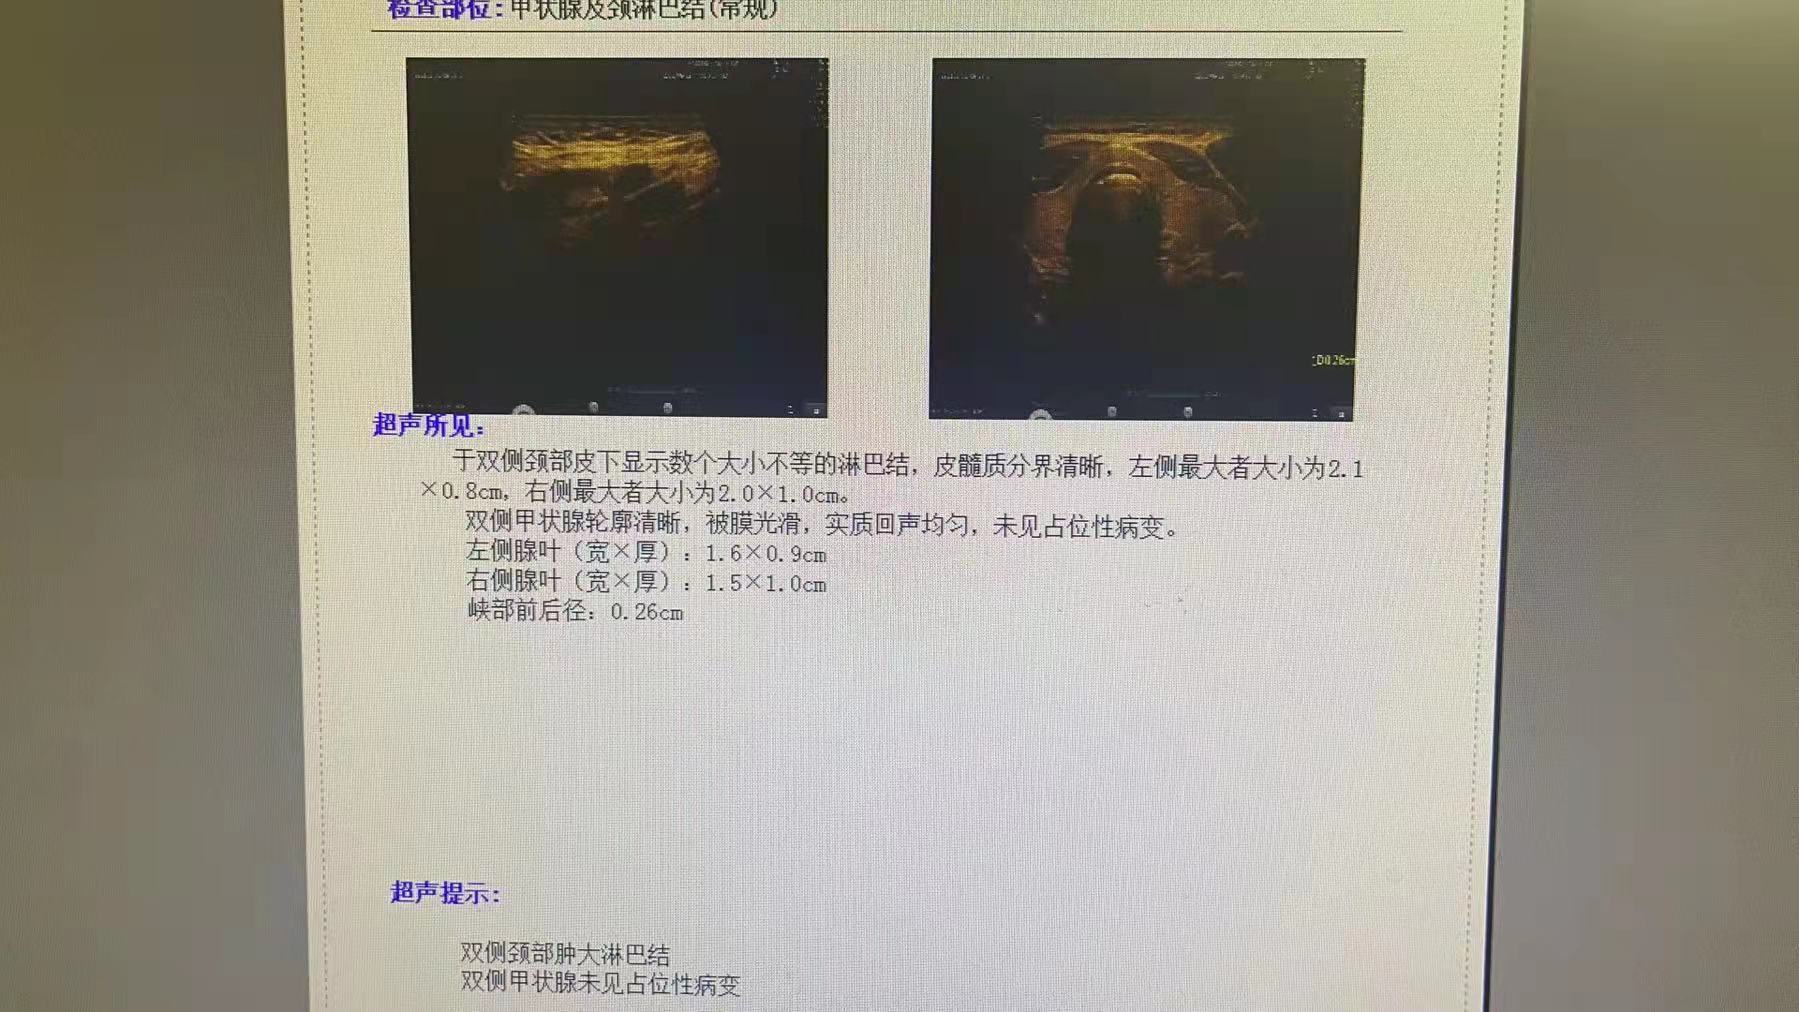 检查部位:甲状腺及颈淋巴结(常规)
[D0.26cm
超声所见:
于双侧颈部皮下显示数个大小不等的淋巴结，皮髓质分界清晰，左侧最大者大小为2.1
×0.8cm，右侧最大者大小为2.0×1.0cm。
双侧甲状腺轮廓清晰，被膜光滑，实质回声均匀，未见占位性病变。
左侧腺叶（宽×厚）：1.6×0.9cm
右侧腺叶（宽×厚）：1.5×1.0cm
峡部前后径：0.26cm
超声提示:
双侧颈部肿大淋巴结
双侧甲状腺未见占位性病变